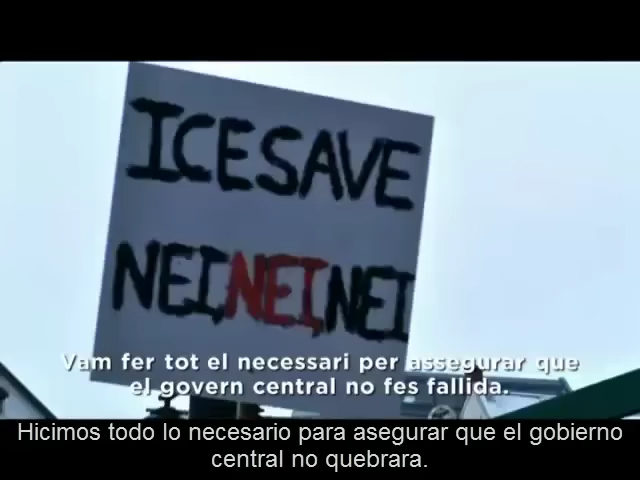 ICESAVE
NEI,NEI,NEI
Vam fer tot el necessari per assegurar que
el govern central no fes fallida.
Hicimos todo lo necesario para asegurar que el gobierno
central no quebrara.